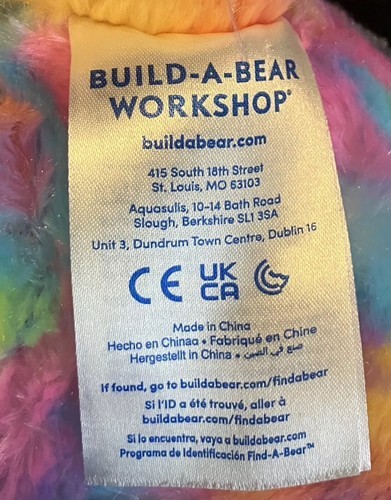 BUILD-A-BEAR
WORKSHOP®
buildabear.com
415 South 18th Street
St. Louis, MO 63103
Aquasulis, 10-14 Bath Road
Slough, Berkshire SL1 3SA
Unit 3, Dundrum Town Centre, Dublin 16
CE UK
CA
Made in China
Hecho en Chinaa • Fabriqué en Chine
Hergestellt in China • صنع في الصين
If found, go to buildabear.com/findabear
Si l'ID a été trouvé, aller à
buildabear.com/findabear
Si lo encuentra, vaya a buildabear.com
Programa de Identificación Find-A-Bear™